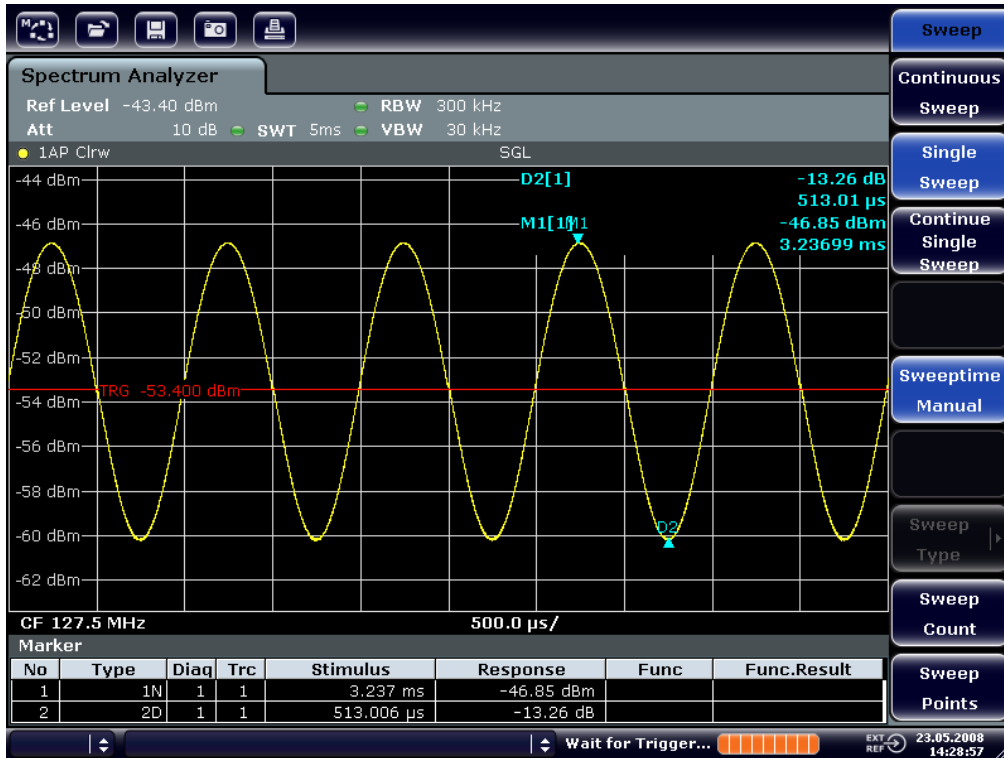 Sweep
Spectrum Analyzer
Ref Level -43.40 dBm RBW 300 kHz
Att 10 dB SWT 5ms VBW 30 kHz
1AP Clrw SGL
-44 dBm
-46 dBm
-48 dBm
-50 dBm
-52 dBm
-54 dBm
-56 dBm
-58 dBm
-60 dBm
-62 dBm
D2[1] -13.26 dB
513.01 µs
M1[1] M1 -46.85 dBm
3.23699 ms
TRG -53.400 dBm
D2
CF 127.5 MHz 500.0 µs/
Marker
No Type Diag Trc Stimulus Response Func Func.Result
1 1N 1 1 3.237 ms -46.85 dBm
2 2D 1 1 513.006 µs -13.26 dB
Continuous
Sweep
Single
Sweep
Continue
Single
Sweep
Sweeptime
Manual
Sweep
Type
Sweep
Count
Sweep
Points
Wait for Trigger... EXT REF 23.05.2008
14:28:57